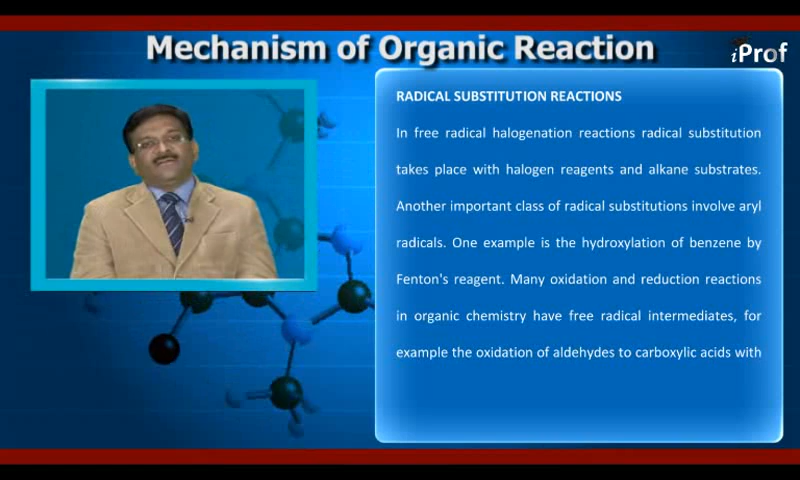 Mechanism of Organic Reaction
iProf
RADICAL SUBSTITUTION REACTIONS
In free radical halogenation reactions radical substitution
takes place with halogen reagents and alkane substrates.
Another important class of radical substitutions involve aryl
radicals. One example is the hydroxylation of benzene by
Fenton's reagent. Many oxidation and reduction reactions
in organic chemistry have free radical intermediates, for
example the oxidation of aldehydes to carboxylic acids with